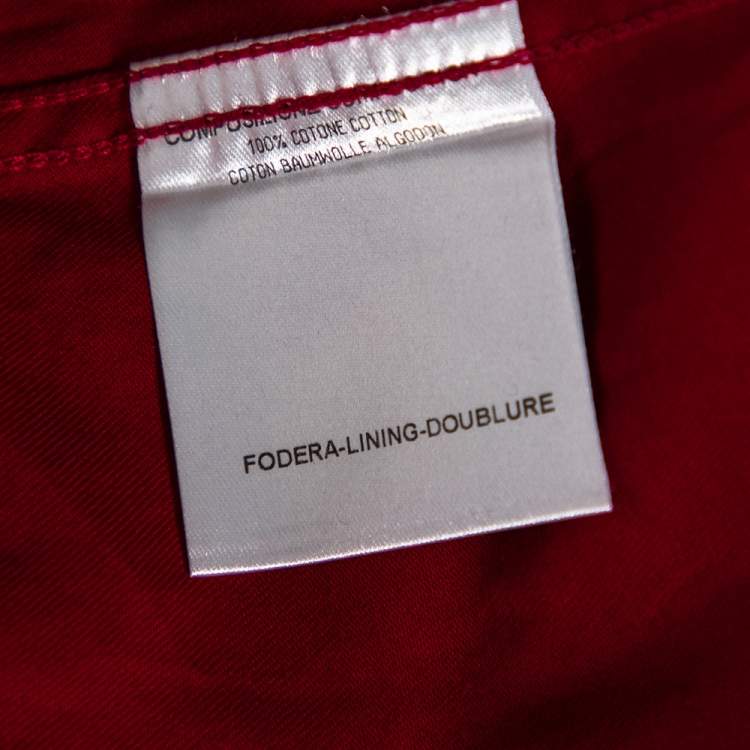 100% COTONE COTTON
COTON BAUMWOLLE ALGODON
FODERA-LINING-DOUBLURE